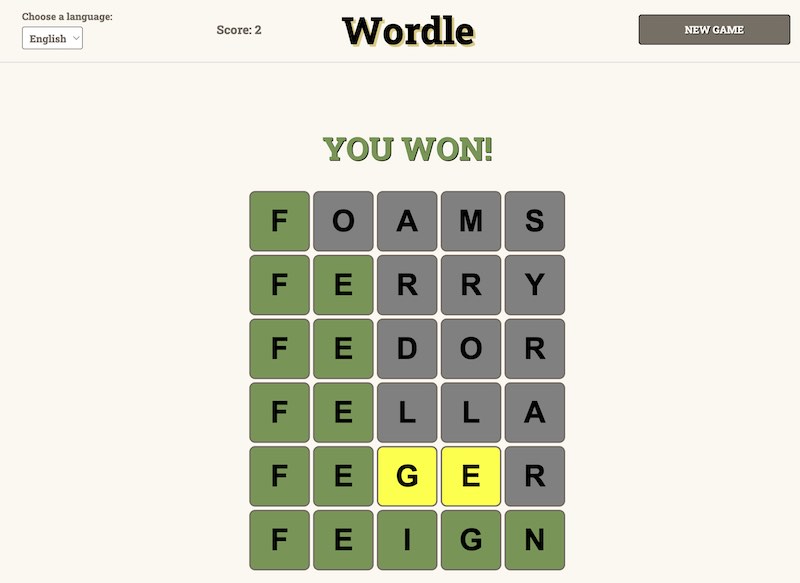 Choose a language:
English
Score: 2
Wordle
NEW GAME
YOU WON!
F O A M S
F E R R Y
F E D O R
F E L L A
F E G E R
F E I G N